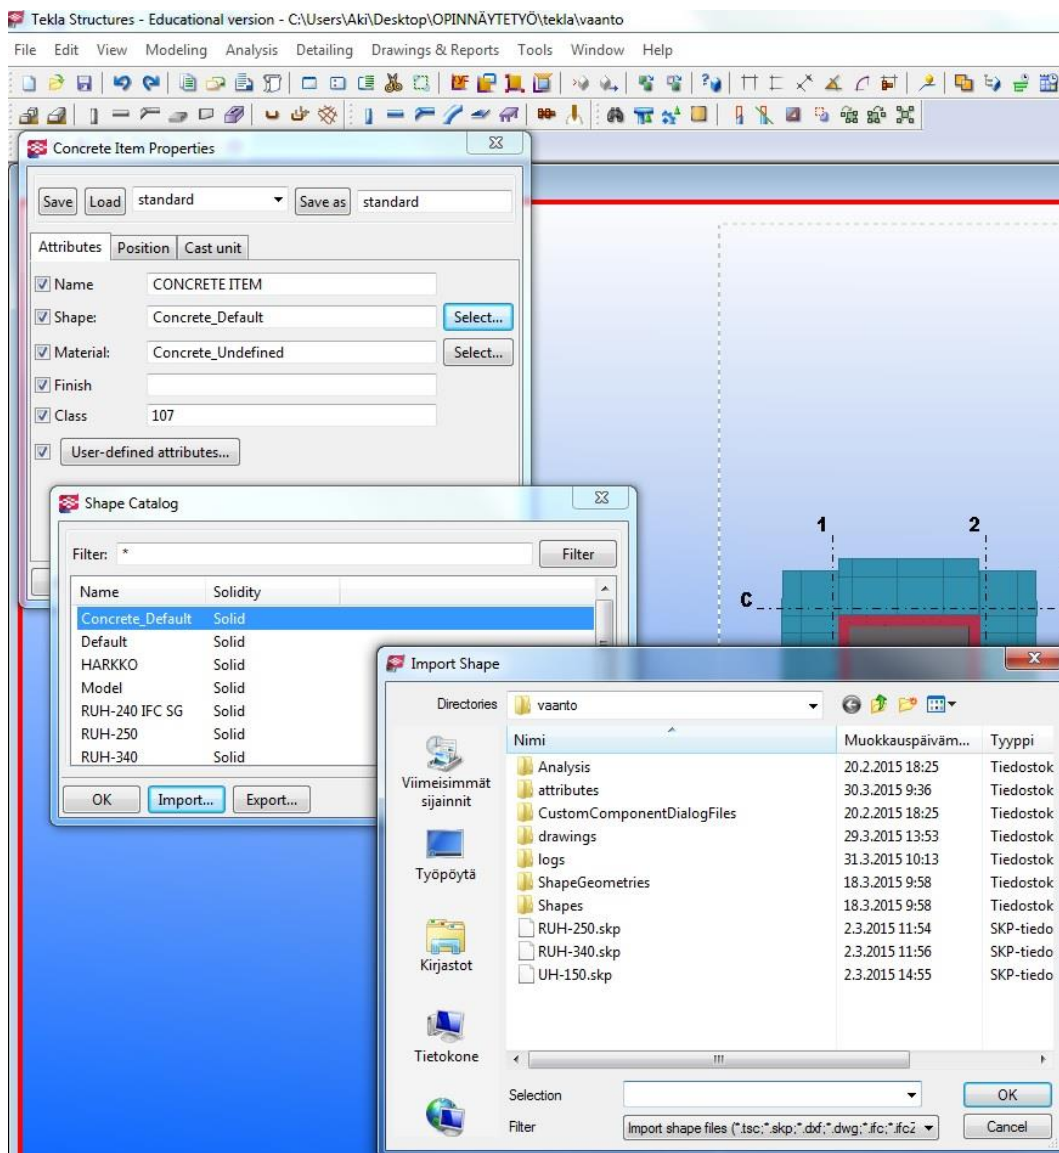 Tekla Structures - Educational version - C:\Users\Aki\Desktop\OPINNÄYTETYÖ\tekla\vaanto
File Edit View Modeling Analysis Detailing Drawings & Reports Tools Window Help
Concrete Item Properties
Save Load standard Save as standard
Attributes Position Cast unit
Name CONCRETE ITEM
Shape: Concrete_Default Select...
Material: Concrete_Undefined Select...
Finish
Class 107
User-defined attributes...
Shape Catalog
Filter: * Filter
Name Solidity
Concrete_Default Solid
Default Solid
HARKKO Solid
Model Solid
RUH-240 IFC SG Solid
RUH-250 Solid
RUH-340 Solid
OK Import... Export...
1 2
C
Import Shape
Directories vaanto
Nimi Muokkauspäiväm... Tyyppi
Analysis 20.2.2015 18:25 Tiedostok
attributes 30.3.2015 9:36 Tiedostok
CustomComponentDialogFiles 20.2.2015 18:25 Tiedostok
drawings 29.3.2015 13:53 Tiedostok
logs 31.3.2015 10:13 Tiedostok
ShapeGeometries 18.3.2015 9:58 Tiedostok
Shapes 18.3.2015 9:58 Tiedostok
RUH-250.skp 2.3.2015 11:54 SKP-tiedo
RUH-340.skp 2.3.2015 11:56 SKP-tiedo
UH-150.skp 2.3.2015 14:55 SKP-tiedo
Viimeisimmät
sijainnit
Työpöytä
Kirjastot
Tietokone
Selection OK
Filter Import shape files (*.tsc;*.skp;*.dxf;*.dwg;*.ifc;*.ifcZ Cancel